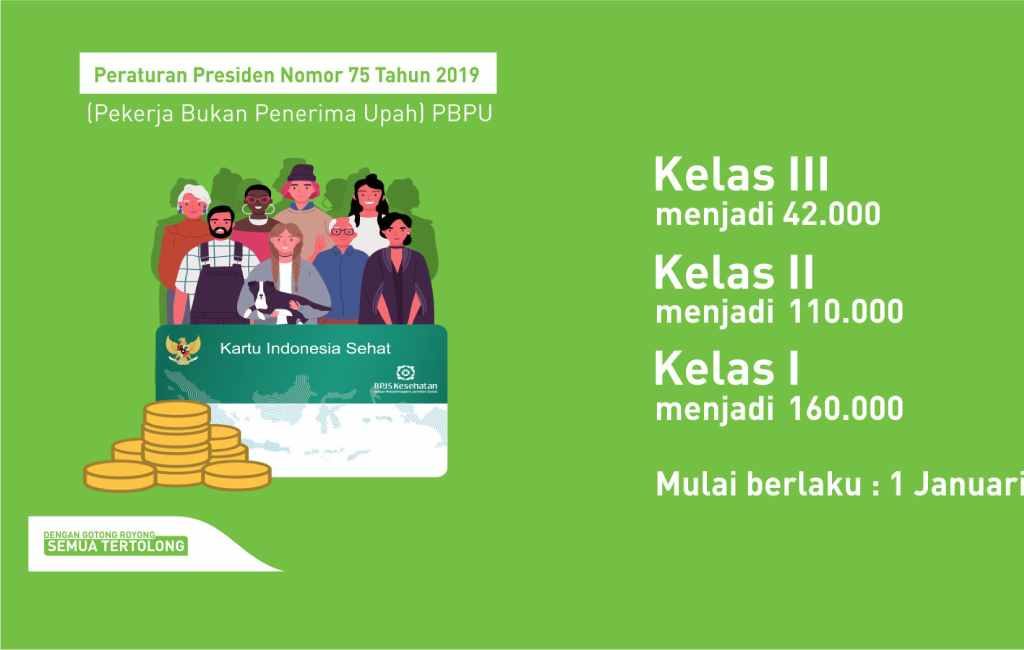 Peraturan Presiden Nomor 75 Tahun 2019
(Pekerja Bukan Penerima Upah) PBPU
Kelas III
menjadi 42.000
Kelas II
menjadi 110.000
Kelas I
menjadi 160.000
Mulai berlaku : 1 Januari
Kartu Indonesia Sehat
BPJS Kesehatan
DENGAN GOTONG ROYONG,
SEMUA TERTOLONG